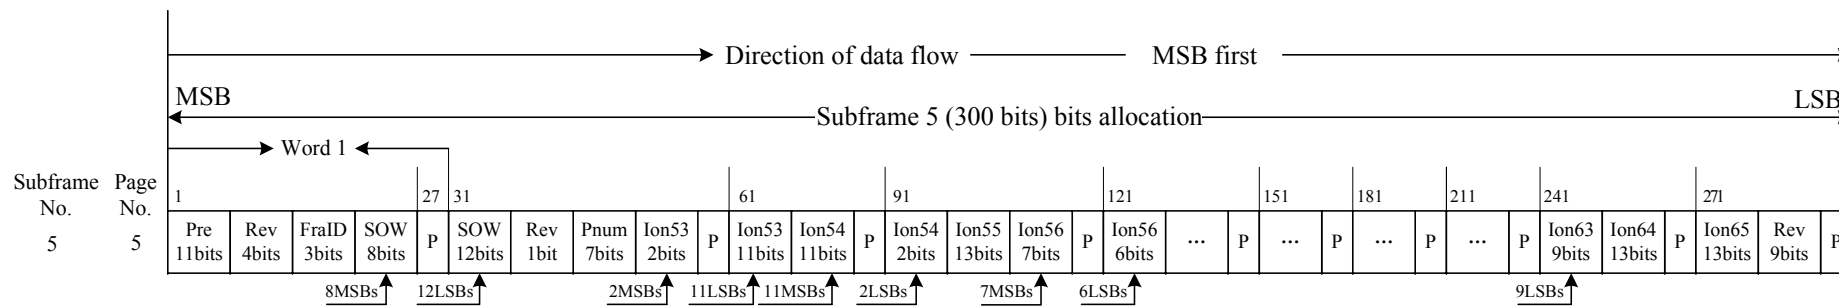 Direction of data flow MSB first
MSB LSB
Subframe 5 (300 bits) bits allocation
Word 1
Subframe No. Page No.
1 27 31 61 91 121 151 181 211 241 271
5 5 Pre 11bits Rev 4bits FraID 3bits SOW 8bits P SOW 12bits Rev 1bit Pnum 7bits Ion53 2bits P Ion53 11bits Ion54 11bits P Ion54 2bits Ion55 13bits Ion56 7bits P Ion56 6bits ... P ... P ... P ... P Ion63 9bits Ion64 13bits P Ion65 13bits Rev 9bits P
8MSBs 12LSBs 2MSBs 11LSBs 11MSBs 2LSBs 7MSBs 6LSBs 9LSBs